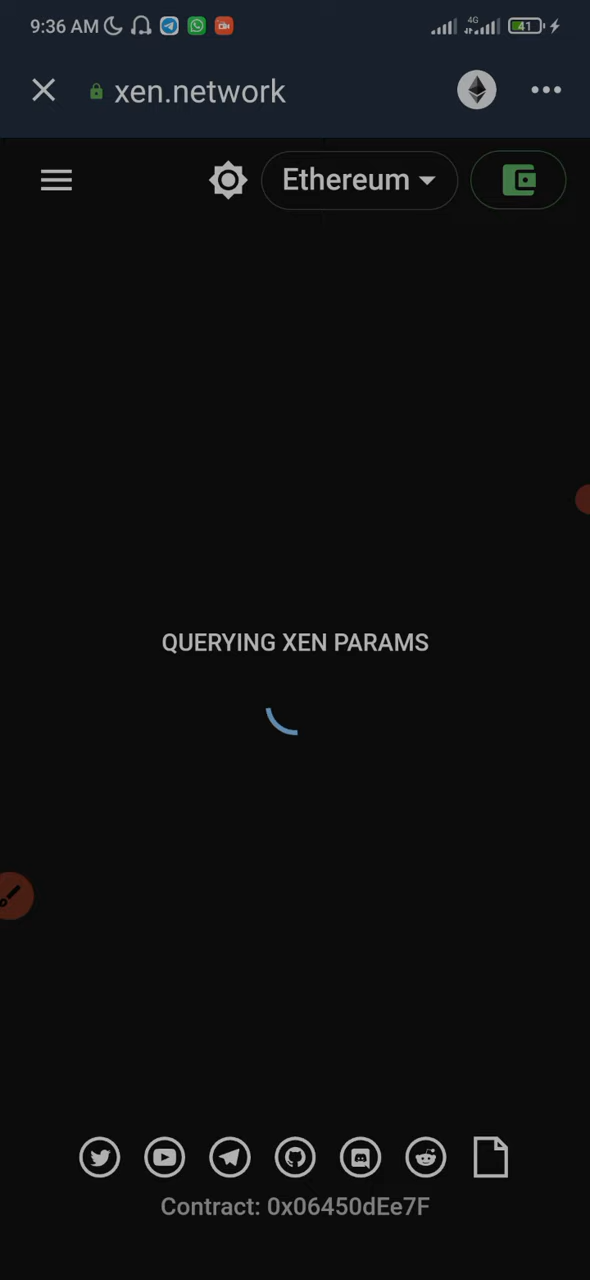 9:36 AM
4G
41
xen.network
Ethereum
QUERYING XEN PARAMS
Contract: 0x06450dEe7F